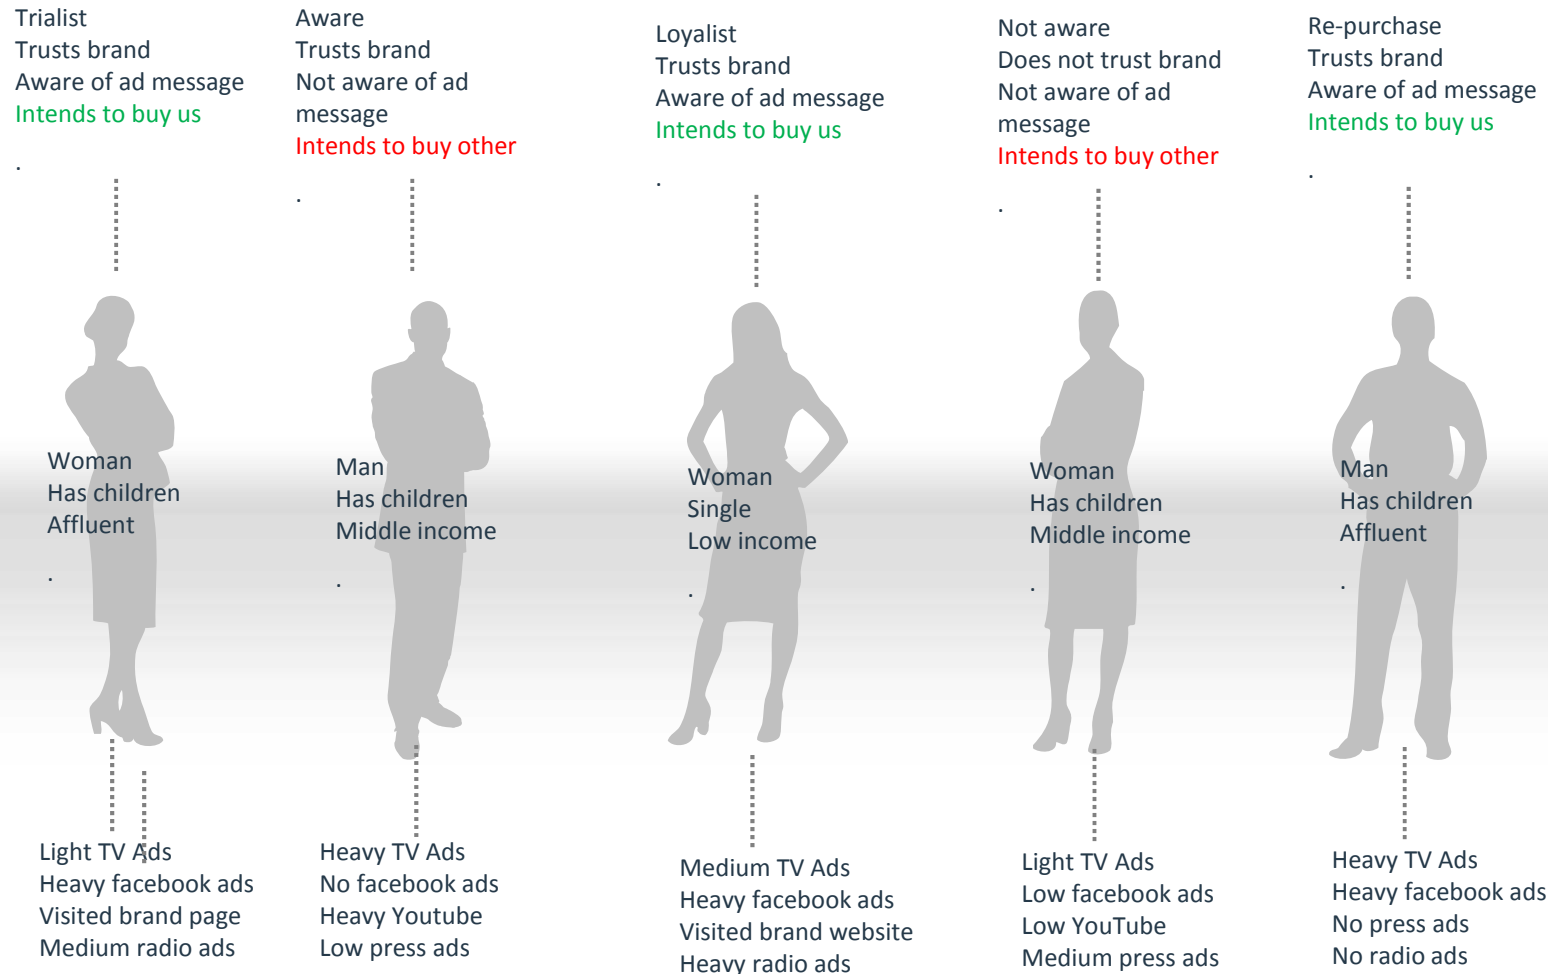 Trialist
Trusts brand
Aware of ad message
Intends to buy us
.
Aware
Trusts brand
Not aware of ad
message
Intends to buy other
.
Loyalist
Trusts brand
Aware of ad message
Intends to buy us
.
Not aware
Does not trust brand
Not aware of ad
message
Intends to buy other
.
Re-purchase
Trusts brand
Aware of ad message
Intends to buy us
.
Woman
Has children
Affluent
.
Man
Has children
Middle income
.
Woman
Single
Low income
.
Woman
Has children
Middle income
.
Man
Has children
Affluent
.
Light TV Ads
Heavy facebook ads
Visited brand page
Medium radio ads
Heavy TV Ads
No facebook ads
Heavy Youtube
Low press ads
Medium TV Ads
Heavy facebook ads
Visited brand website
Heavy radio ads
Light TV Ads
Low facebook ads
Low YouTube
Medium press ads
Heavy TV Ads
Heavy facebook ads
No press ads
No radio ads